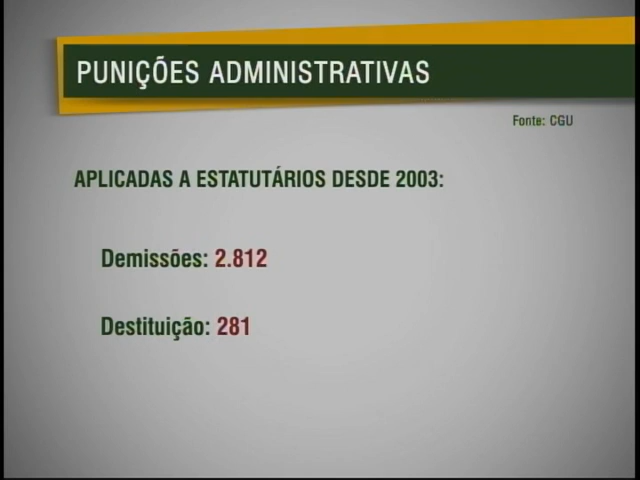 PUNIÇÕES ADMINISTRATIVAS
Fonte: CGU
APLICADAS A ESTATUTÁRIOS DESDE 2003:
Demissões: 2.812
Destituição: 281